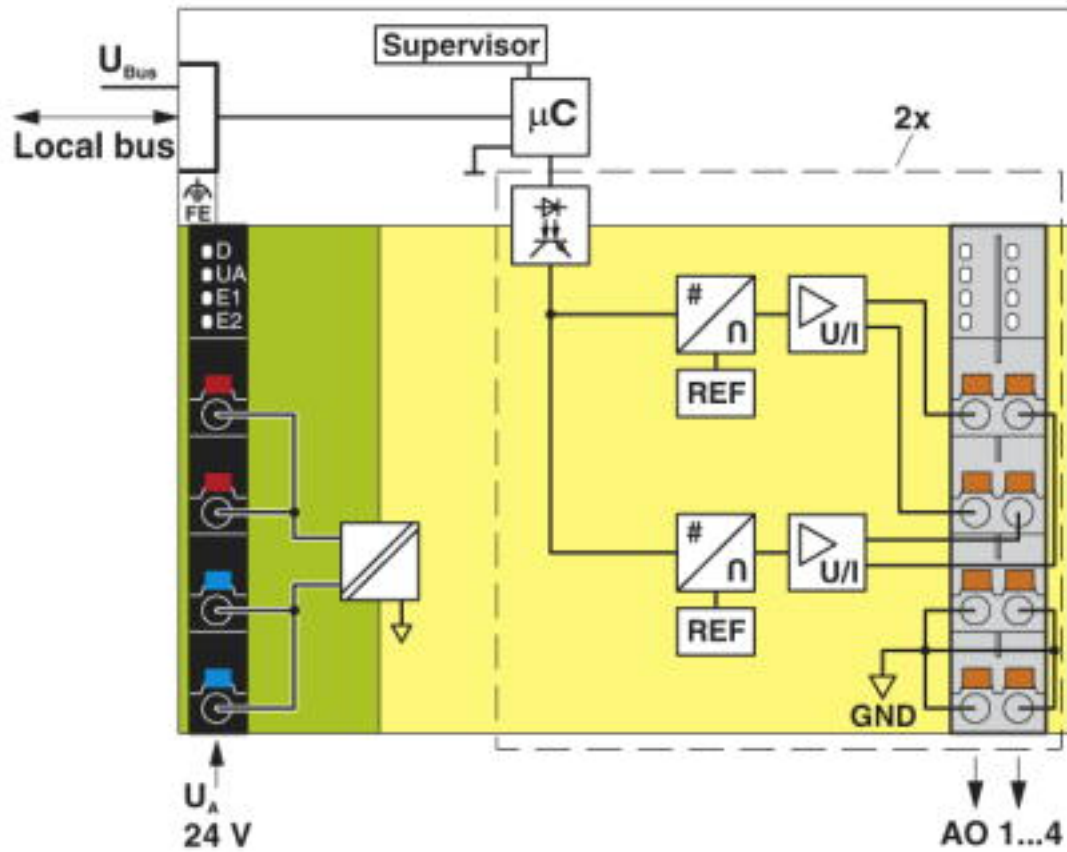 Supervisor
U Bus
µC
Local bus
2x
FE
D
UA
E1
E2
#
∩
U/I
REF
#
∩
U/I
REF
GND
U A
24 V
AO 1...4